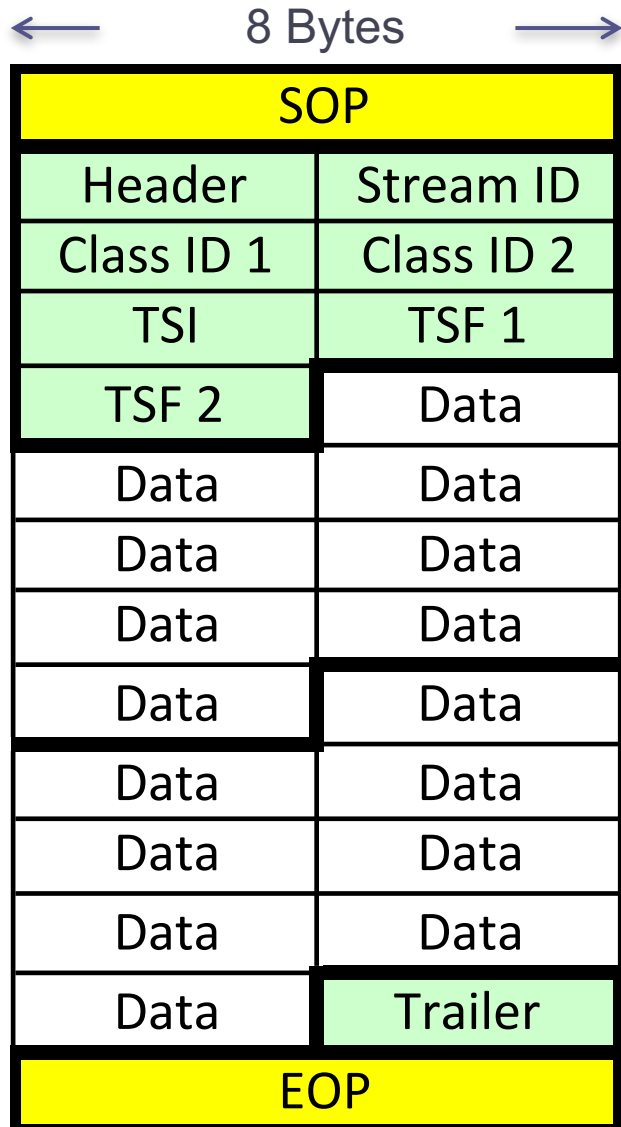 8 Bytes
SOP
Header Stream ID
Class ID 1 Class ID 2
TSI TSF 1
TSF 2 Data
Data Data
Data Data
Data Data
Data Data
Data Data
Data Data
Data Data
Data Trailer
EOP